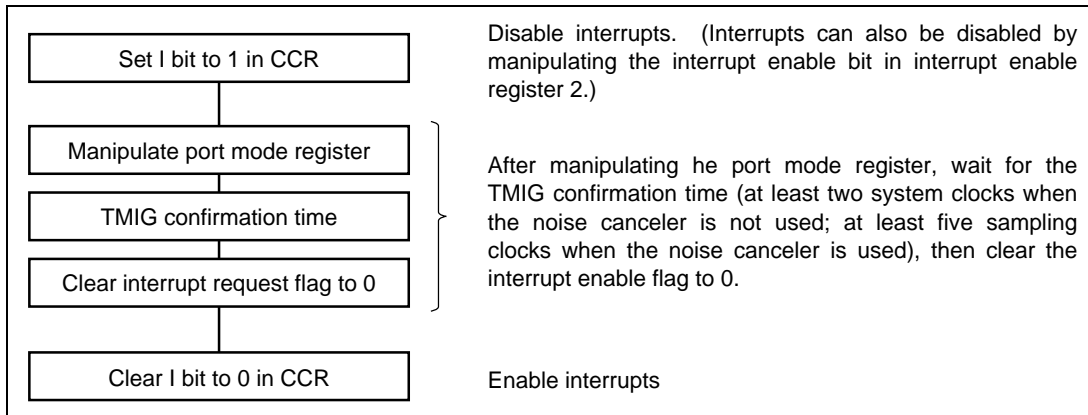 Set I bit to 1 in CCR
Disable interrupts. (Interrupts can also be disabled by
manipulating the interrupt enable bit in interrupt enable
register 2.)
Manipulate port mode register
TMIG confirmation time
Clear interrupt request flag to 0
After manipulating he port mode register, wait for the
TMIG confirmation time (at least two system clocks when
the noise canceler is not used; at least five sampling
clocks when the noise canceler is used), then clear the
interrupt enable flag to 0.
Clear I bit to 0 in CCR
Enable interrupts